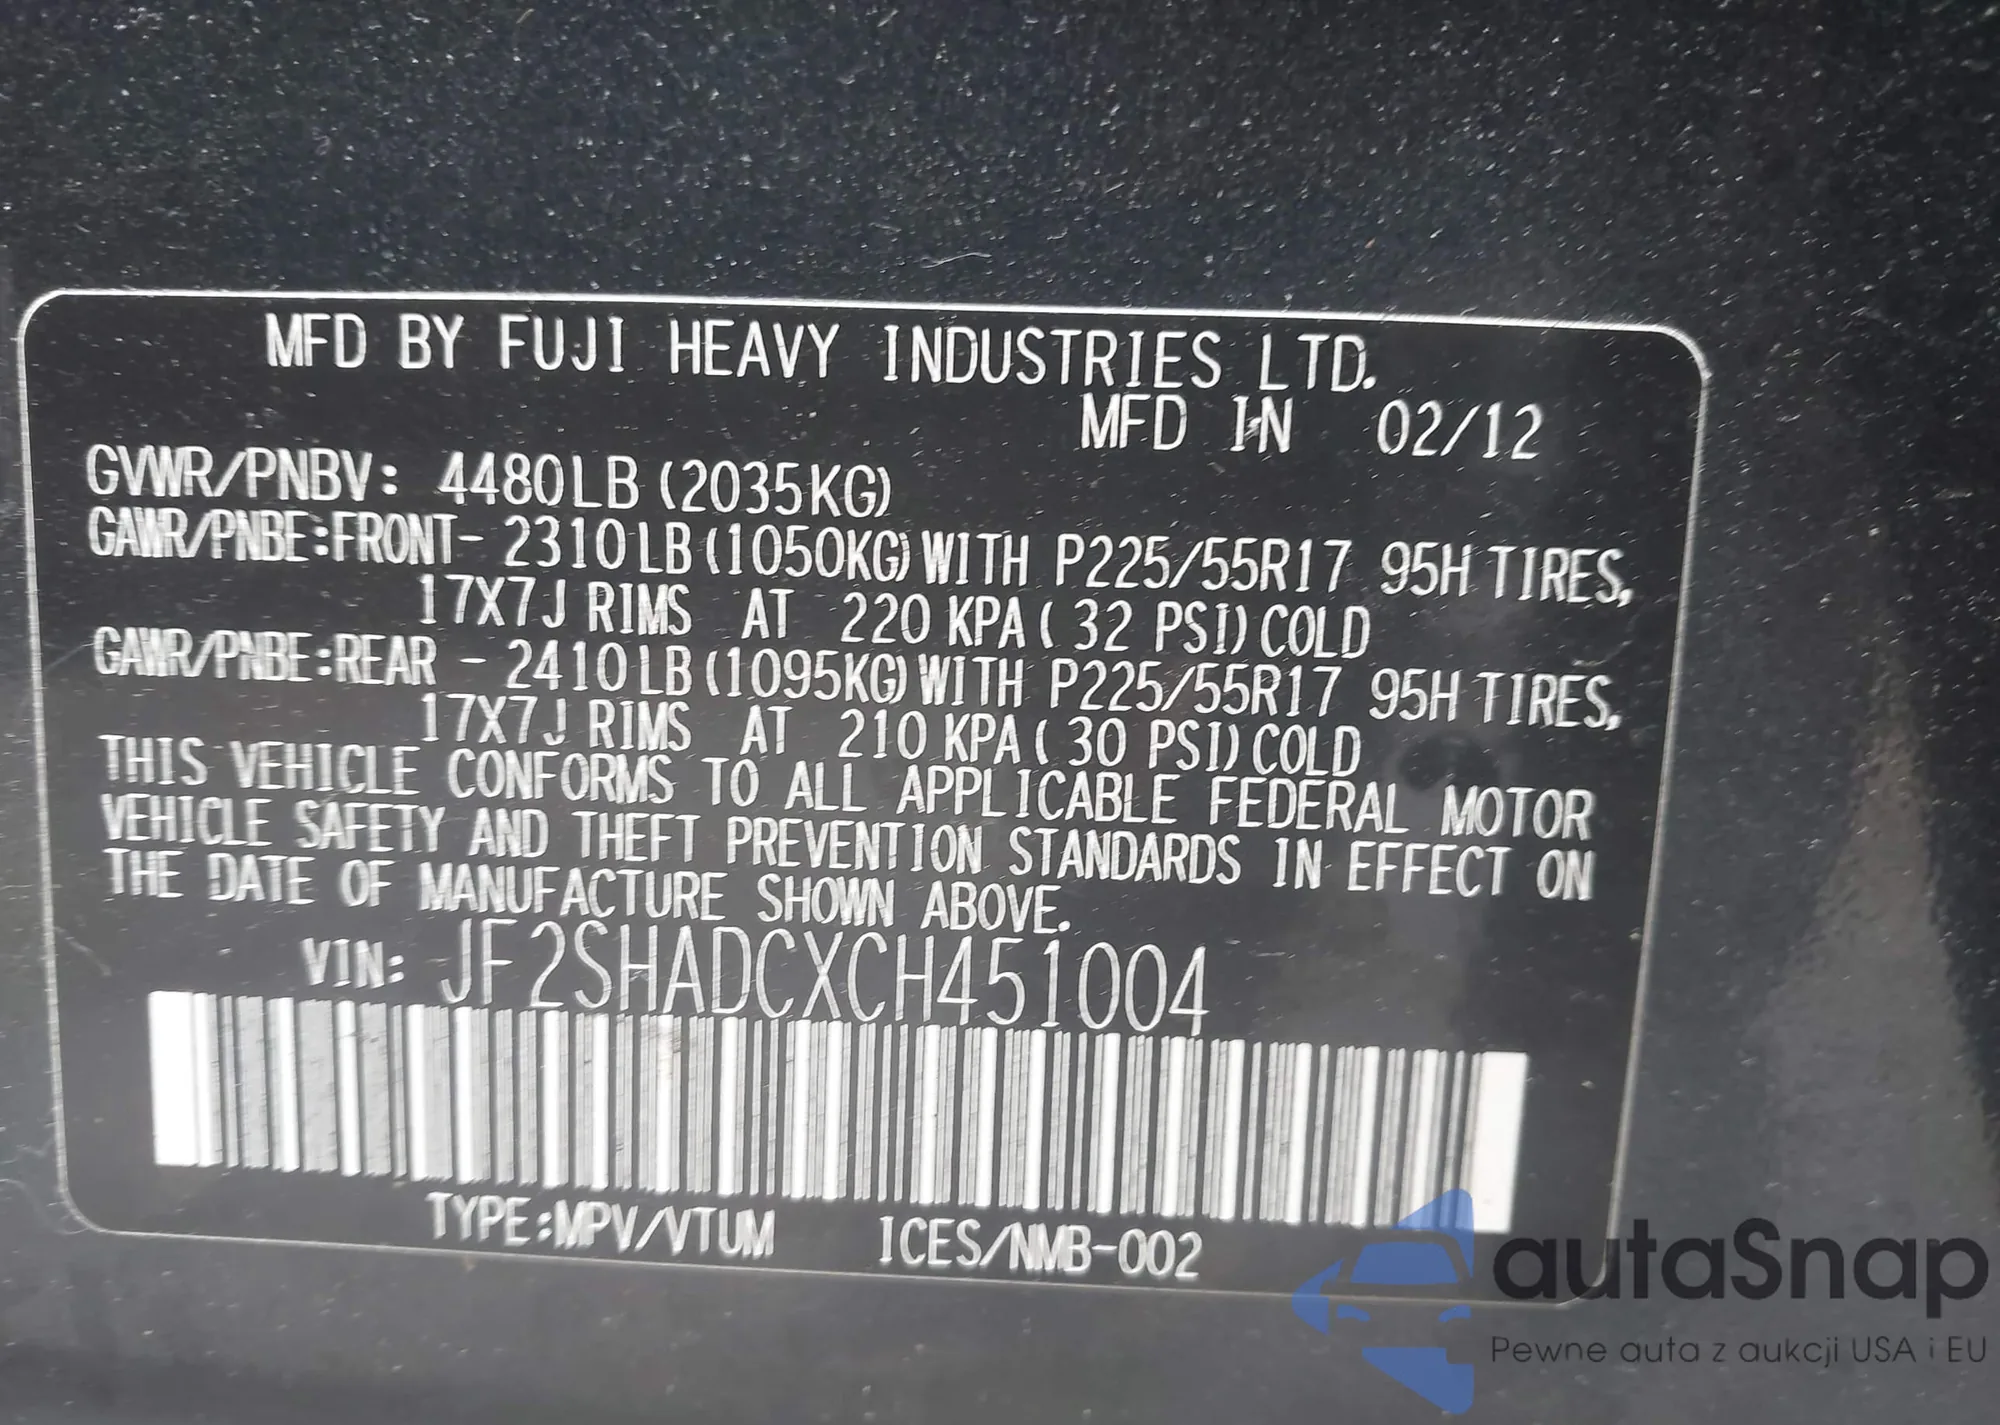 MFD BY FUJI HEAVY INDUSTRIES LTD.
MFD IN 02/12
GVWR/PNBV: 4480LB (2035KG)
GAWR/PNBE:FRONT- 2310LB (1050KG) WITH P225/55R17 95H TIRES,
17X7J RIMS AT 220 KPA ( 32 PSI) COLD
GAWR/PNBE:REAR - 2410LB (1095KG) WITH P225/55R17 95H TIRES,
17X7J RIMS AT 210 KPA ( 30 PSI) COLD
THIS VEHICLE CONFORMS TO ALL APPLICABLE FEDERAL MOTOR
VEHICLE SAFETY AND THEFT PREVENTION STANDARDS IN EFFECT ON
THE DATE OF MANUFACTURE SHOWN ABOVE.
VIN: JF2SHADCXCH451004
TYPE:MPV/VTUM ICES/NMB-002
autaSnap
Pewne auta z aukcji USA i EU